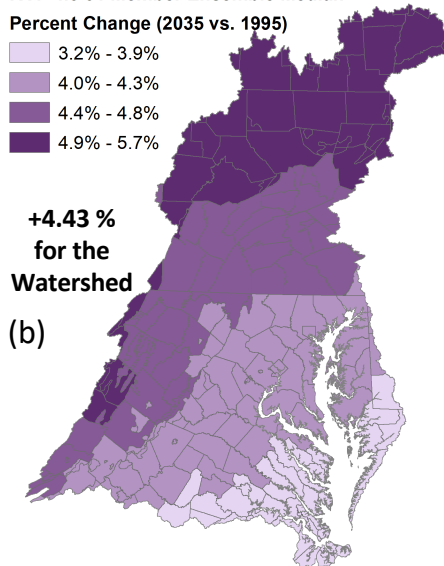 Percent Change (2035 vs. 1995)
3.2% - 3.9%
4.0% - 4.3%
4.4% - 4.8%
4.9% - 5.7%
+4.43 %
for the
Watershed
(b)